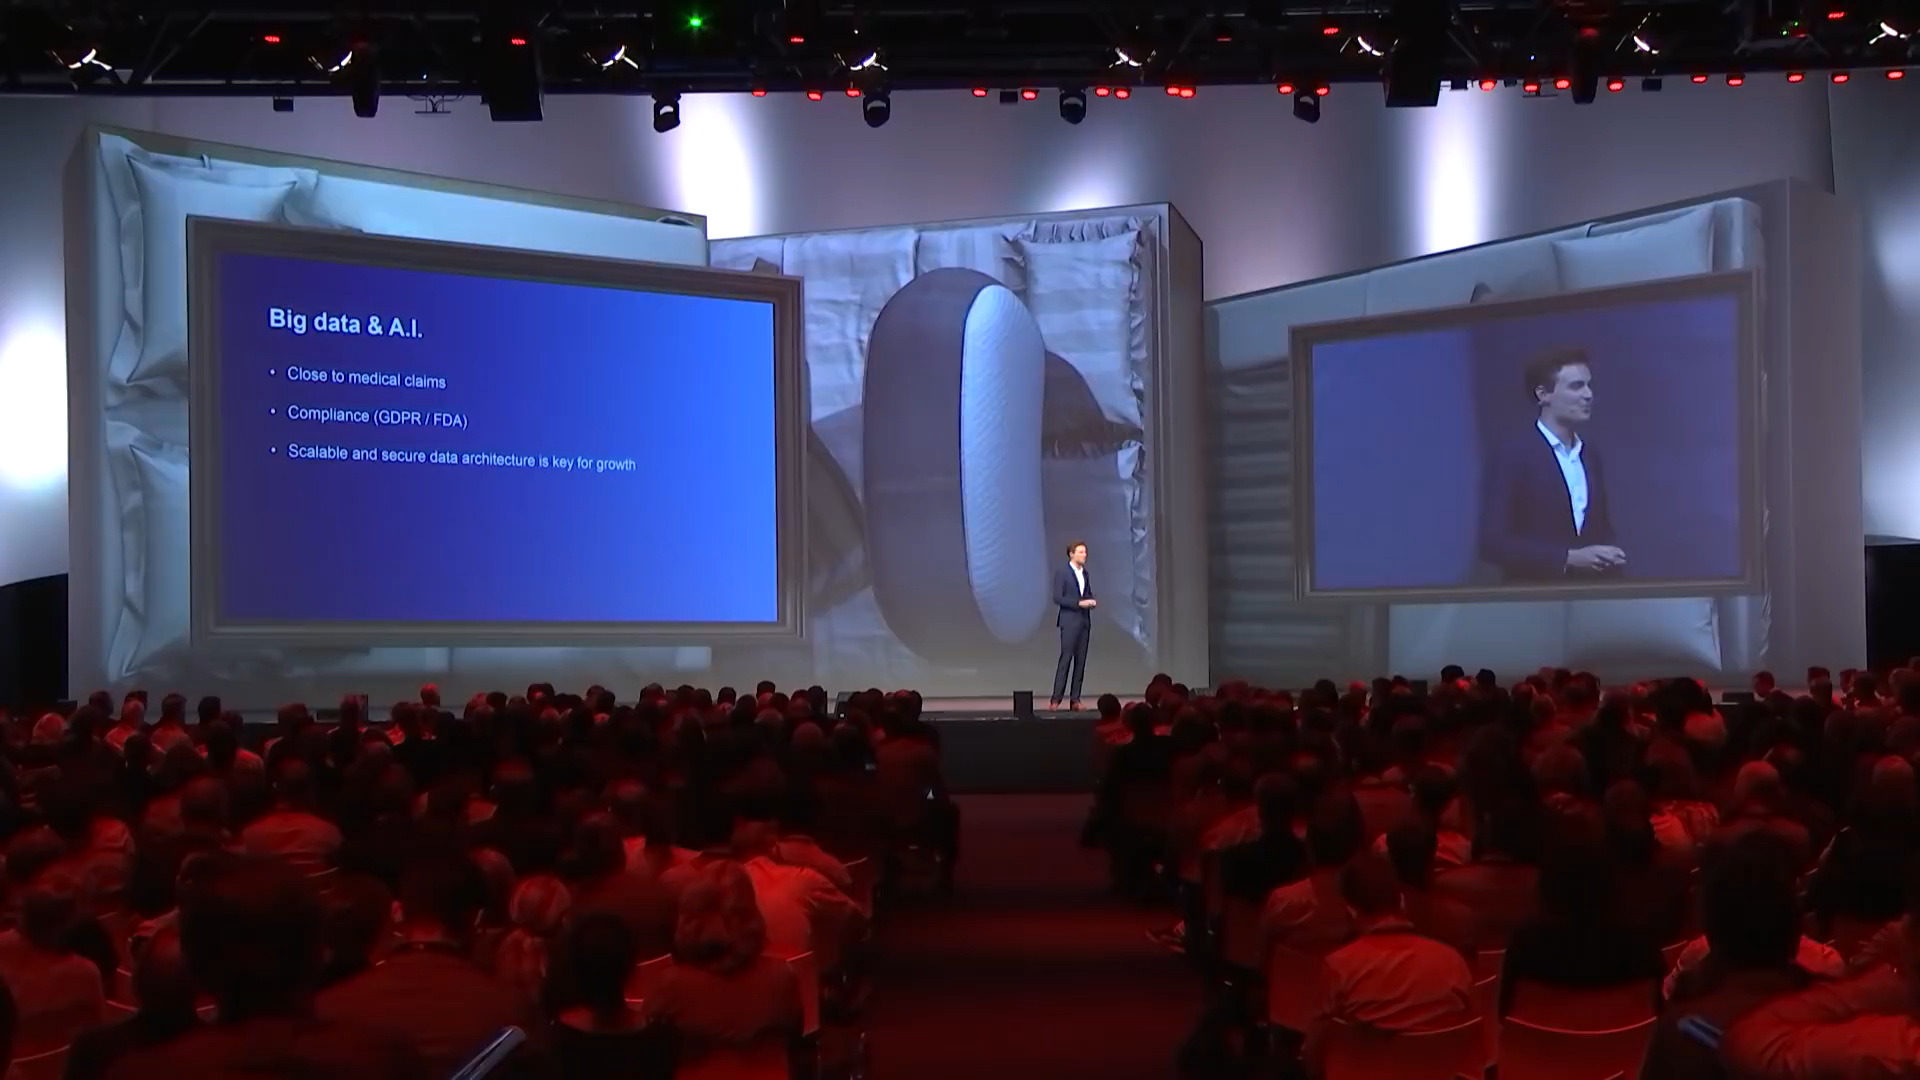 Big data & A.I.
• Close to medical claims
• Compliance (GDPR / FDA)
• Scalable and secure data architecture is key for growth